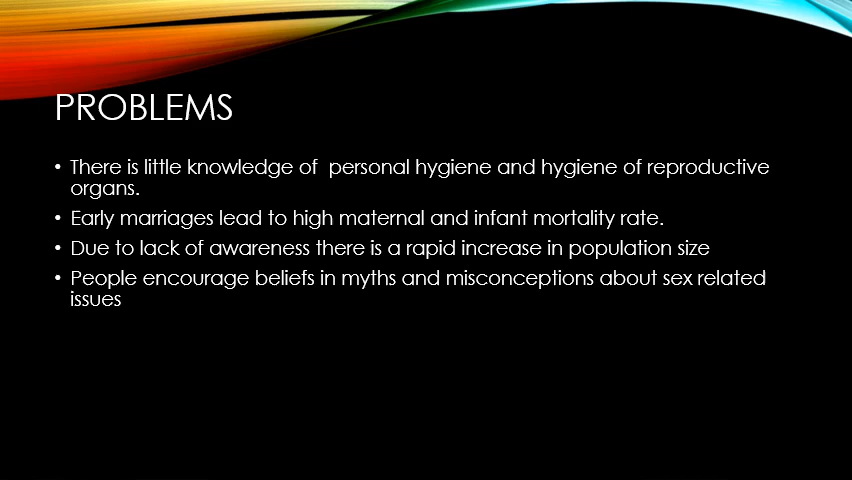 PROBLEMS
• There is little knowledge of  personal hygiene and hygiene of reproductive
organs.
• Early marriages lead to high maternal and infant mortality rate.
• Due to lack of awareness there is a rapid increase in population size
• People encourage beliefs in myths and misconceptions about sex related
issues